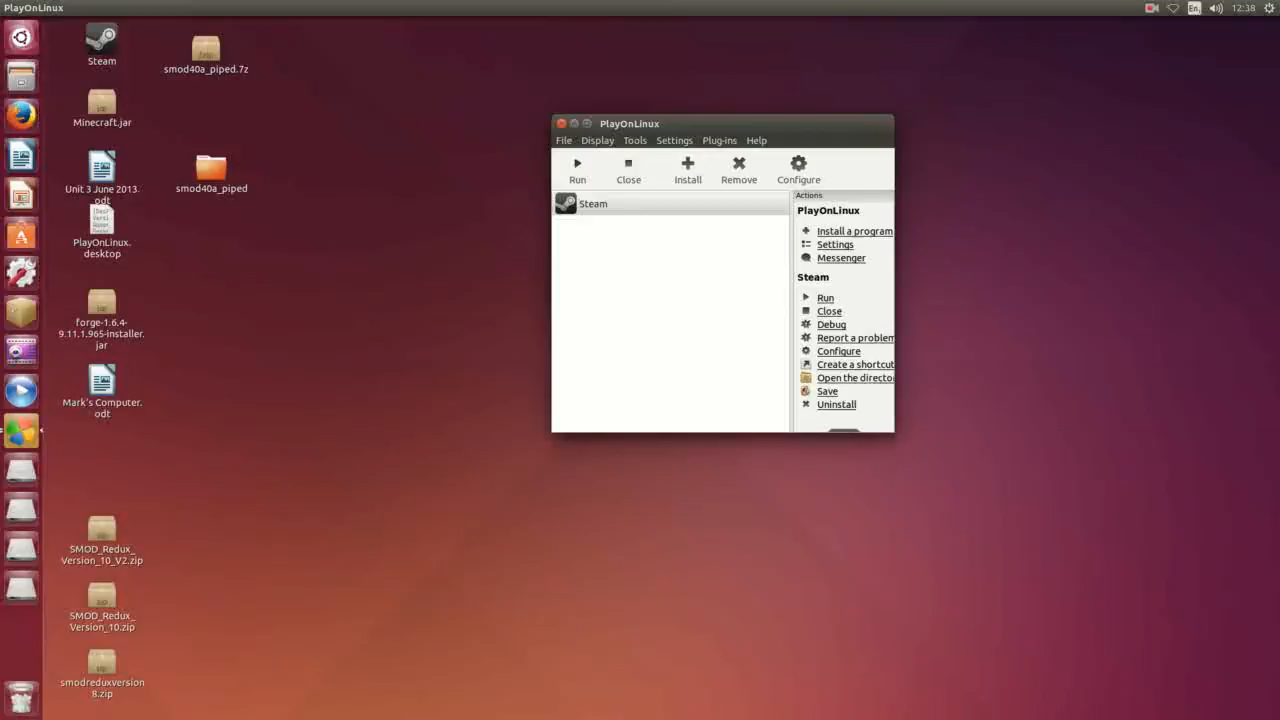 PlayOnLinux
En
12:38
Steam
smod40a_piped.7z
Minecraft.jar
smod40a_piped
Unit 3 June 2013.
odt
PlayOnLinux.
desktop
forge-1.6.4-
9.11.1.965-installer.
jar
Mark's Computer.
odt
SMOD_Redux_
Version_10_V2.zip
SMOD_Redux_
Version_10.zip
smodreduxversion
8.zip
PlayOnLinux
File Display Tools Settings Plug-ins Help
Run Close Install Remove Configure
Steam
Actions
PlayOnLinux
Install a program
Settings
Messenger
Steam
Run
Close
Debug
Report a problem
Configure
Create a shortcut
Open the directo
Save
Uninstall